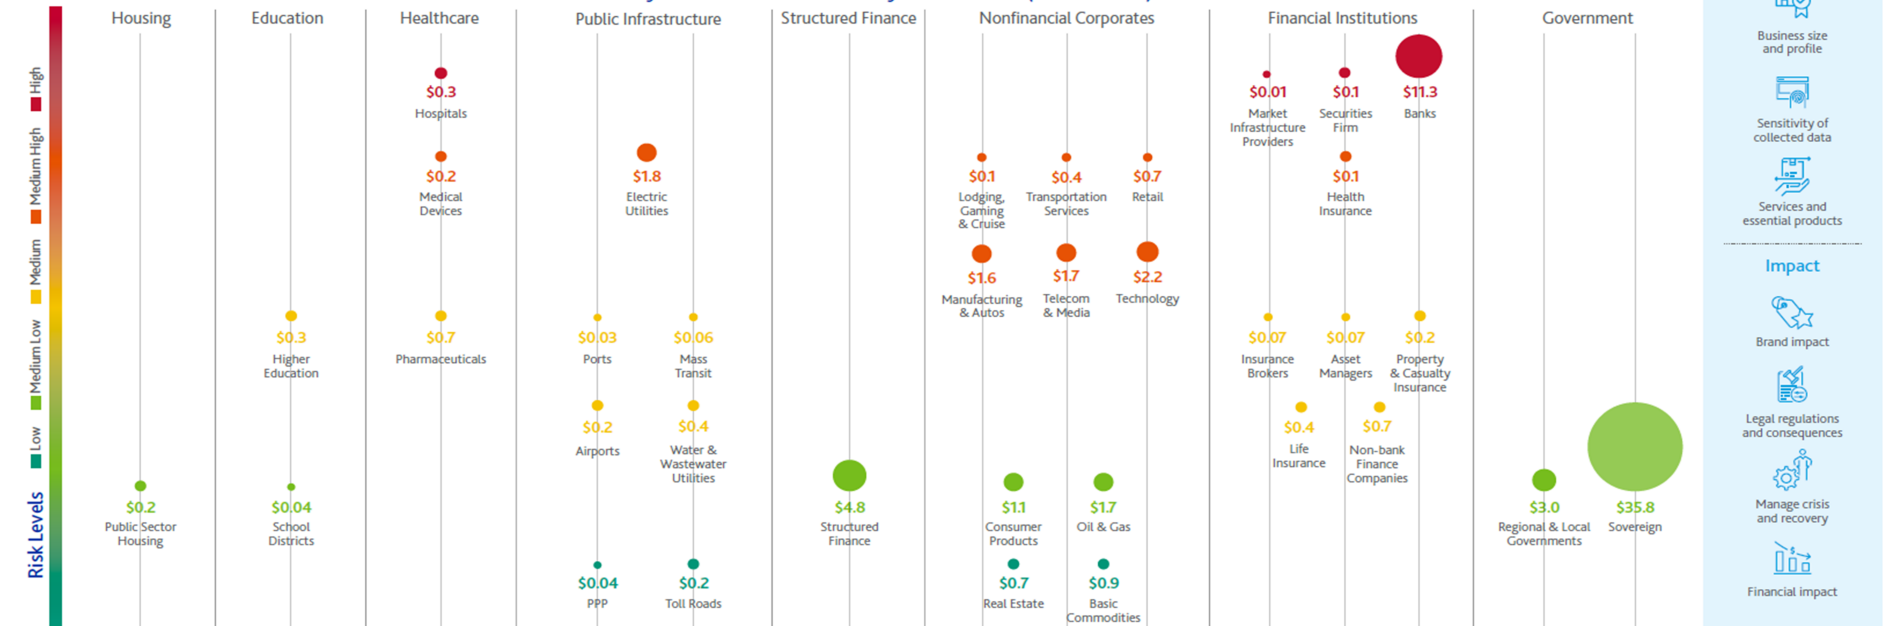 Housing
Education
Healthcare
Public Infrastructure
Structured Finance
Nonfinancial Corporates
Financial Institutions
Government
High
Medium High
Medium
Medium Low
Low
Risk Levels
$0.2
Public Sector
Housing
$0.3
Higher
Education
$0.04
School
Districts
$0.3
Hospitals
$0.2
Medical
Devices
$0.7
Pharmaceuticals
$1.8
Electric
Utilities
$0.03
Ports
$0.06
Mass
Transit
$0.2
Airports
$0.4
Water &
Wastewater
Utilities
$0.04
PPP
$0.2
Toll Roads
$4.8
Structured
Finance
$0.1
Lodging,
Gaming
& Cruise
$0.4
Transportation
Services
$0.7
Retail
$1.6
Manufacturing
& Autos
$1.7
Telecom
& Media
$2.2
Technology
$1.1
Consumer
Products
$1.7
Oil & Gas
$0.7
Real Estate
$0.9
Basic
Commodities
$0.01
Market
Infrastructure
Providers
$0.1
Securities
Firm
$11.3
Banks
$0.1
Health
Insurance
$0.07
Insurance
Brokers
$0.07
Asset
Managers
$0.2
Property
& Casualty
Insurance
$0.4
Life
Insurance
$0.7
Non-bank
Finance
Companies
$3.0
Regional & Local
Governments
$35.8
Sovereign
Business size
and profile
Sensitivity of
collected data
Services and
essential products
Impact
Brand impact
Legal regulations
and consequences
Manage crisis
and recovery
Financial impact